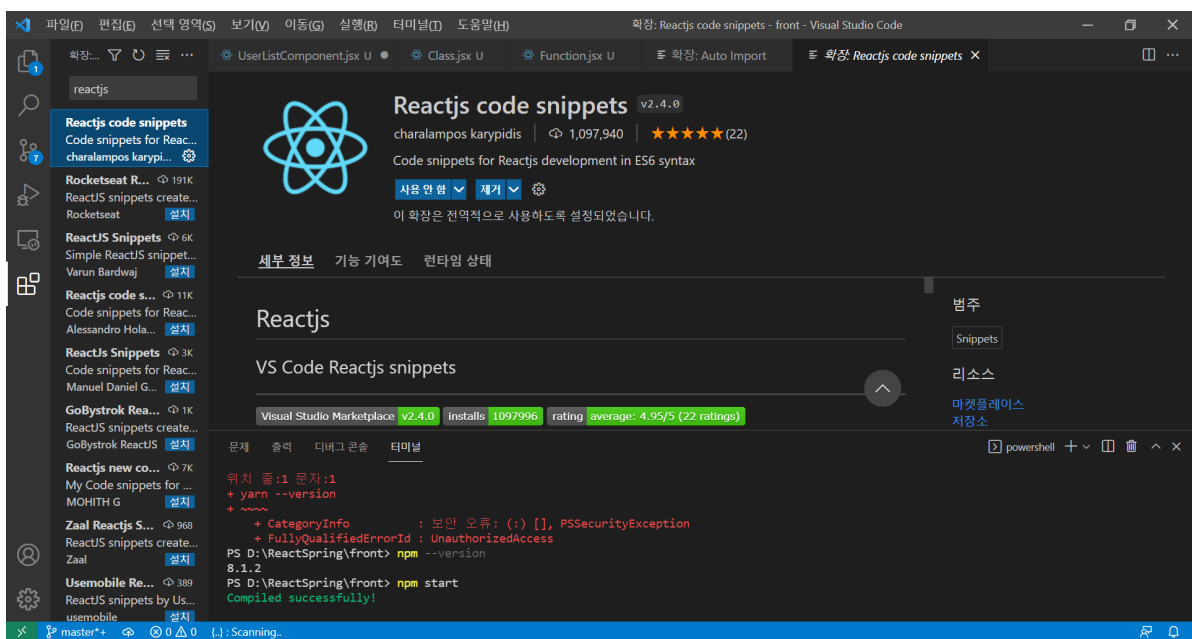 파일(F) 편집(E) 선택 영역(S) 보기(V) 이동(G) 실행(R) 터미널(T) 도움말(H) 확장: Reactjs code snippets - front - Visual Studio Code
확장:...
UserListComponent.jsx U
Class.jsx U
Function.jsx U
확장: Auto Import
확장: Reactjs code snippets
1
7
reactjs
Reactjs code snippets
Code snippets for Reac...
charalampos karypi...
Rocketseat R... 191K
ReactJS snippets create...
Rocketseat 설치
ReactJS Snippets 6K
Simple ReactJS snippet...
Varun Bardwaj 설치
Reactjs code s... 11K
Code snippets for Reac...
Alessandro Hola... 설치
ReactJs Snippets 3K
Code snippets for Reac...
Manuel Daniel G... 설치
GoBystrok Rea... 1K
ReactJS snippets create...
GoBystrok ReactJS 설치
Reactjs new co... 7K
My Code snippets for ...
MOHITH G 설치
Zaal Reactjs S... 968
ReactJS snippets create...
Zaal 설치
Usemobile Re... 389
ReactJS snippets by Us...
usemobile 설치
Reactjs code snippets v2.4.0
charalampos karypidis 1,097,940 ★★★★★(22)
Code snippets for Reactjs development in ES6 syntax
사용 안 함 제거
이 확장은 전역적으로 사용하도록 설정되었습니다.
세부 정보 기능 기여도 런타임 상태
Reactjs
VS Code Reactjs snippets
Visual Studio Marketplace v2.4.0 installs 1097996 rating average: 4.95/5 (22 ratings)
범주
Snippets
리소스
마켓플레이스
저장소
문제 출력 디버그 콘솔 터미널 powershell
위치 줄:1 문자:1
+ yarn --version
+ ~~~~
+ CategoryInfo : 보안 오류: (:) [], PSSecurityException
+ FullyQualifiedErrorId : UnauthorizedAccess
PS D:\ReactSpring\front> npm --version
8.1.2
PS D:\ReactSpring\front> npm start
Compiled successfully!
master*+ 0 0 {..} : Scanning..